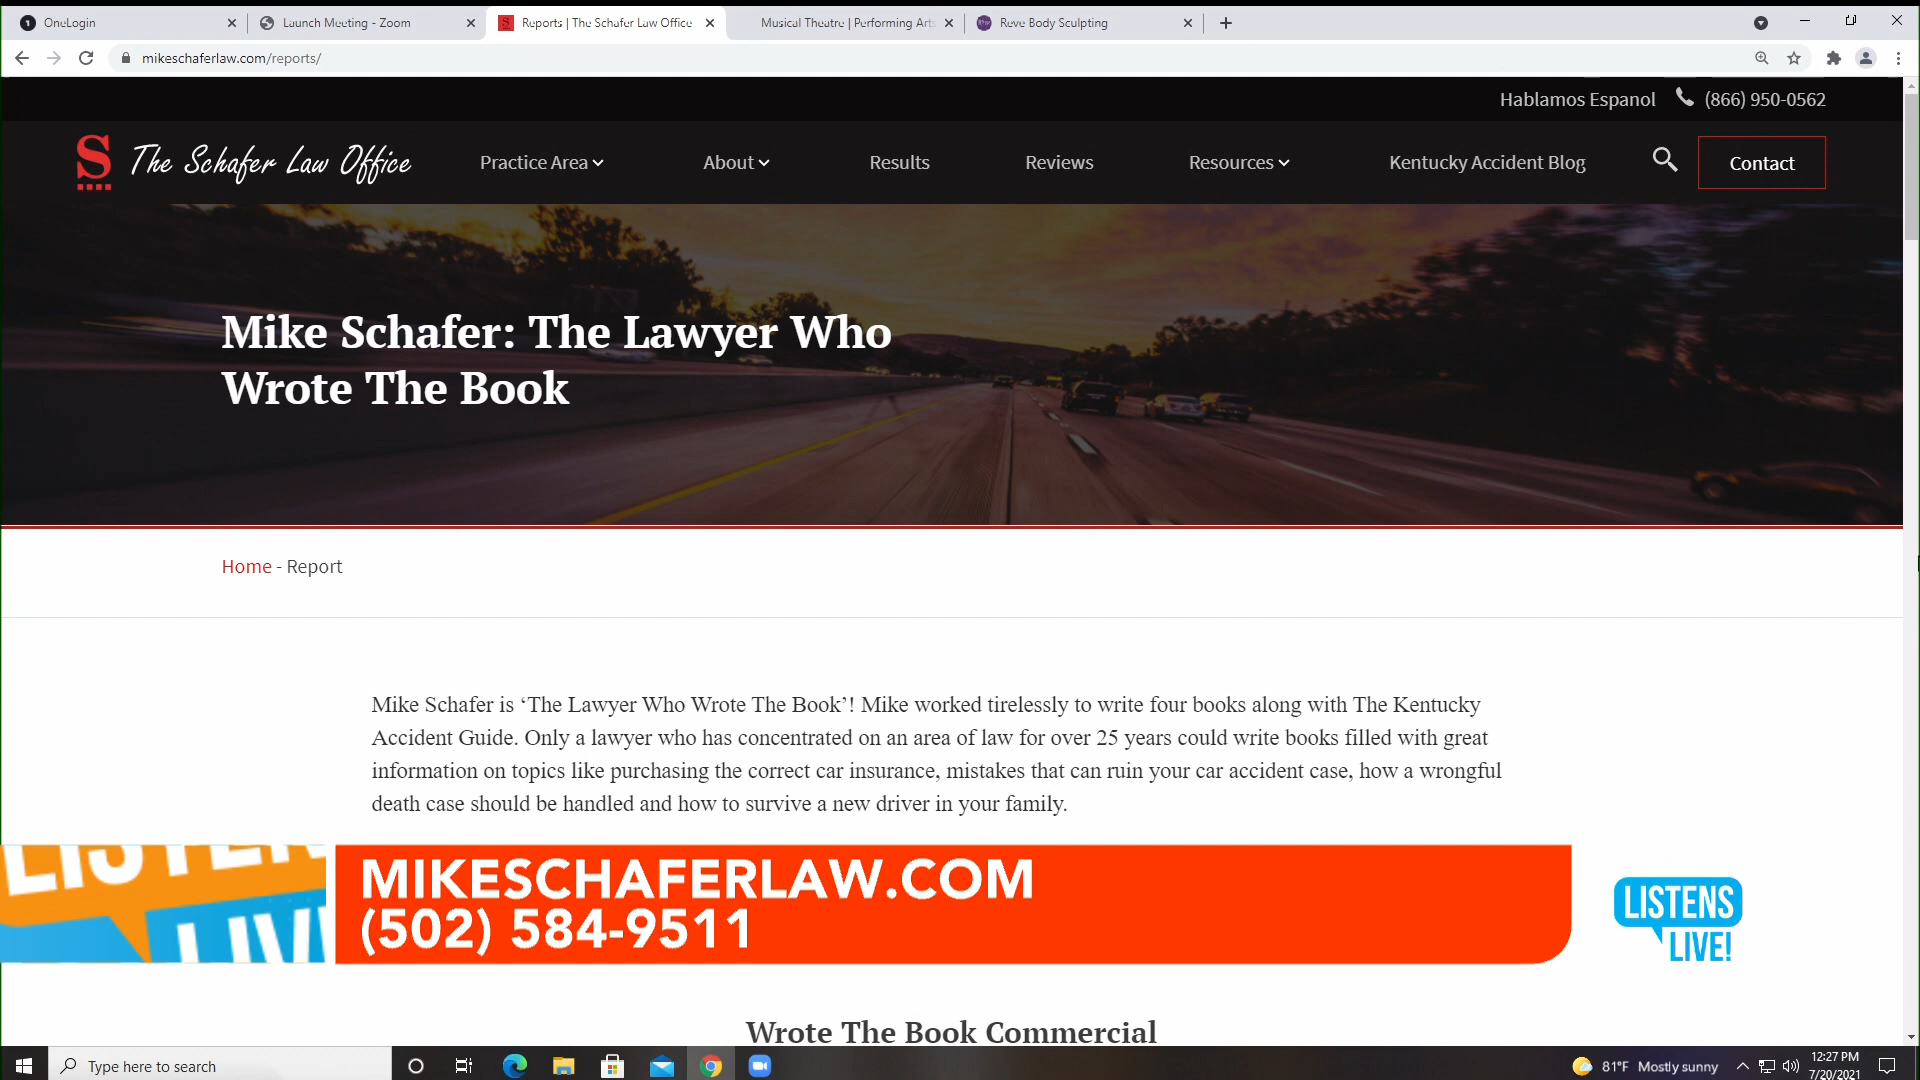 OneLogin
Launch Meeting - Zoom
Reports | The Schafer Law Office
Musical Theatre | Performing Arts
Reve Body Sculpting
mikeschaferlaw.com/reports/
Hablamos Espanol (866) 950-0562
S The Schafer Law Office
Practice Area
About
Results
Reviews
Resources
Kentucky Accident Blog
Contact
Mike Schafer: The Lawyer Who
Wrote The Book
Home - Report
Mike Schafer is ‘The Lawyer Who Wrote The Book’! Mike worked tirelessly to write four books along with The Kentucky
Accident Guide. Only a lawyer who has concentrated on an area of law for over 25 years could write books filled with great
information on topics like purchasing the correct car insurance, mistakes that can ruin your car accident case, how a wrongful
death case should be handled and how to survive a new driver in your family.
LISTENS
LIVE
MIKESCHAFERLAW.COM
(502) 584-9511
LISTENS
LIVE!
Wrote The Book Commercial
Type here to search
81°F Mostly sunny
12:27 PM
7/20/2021